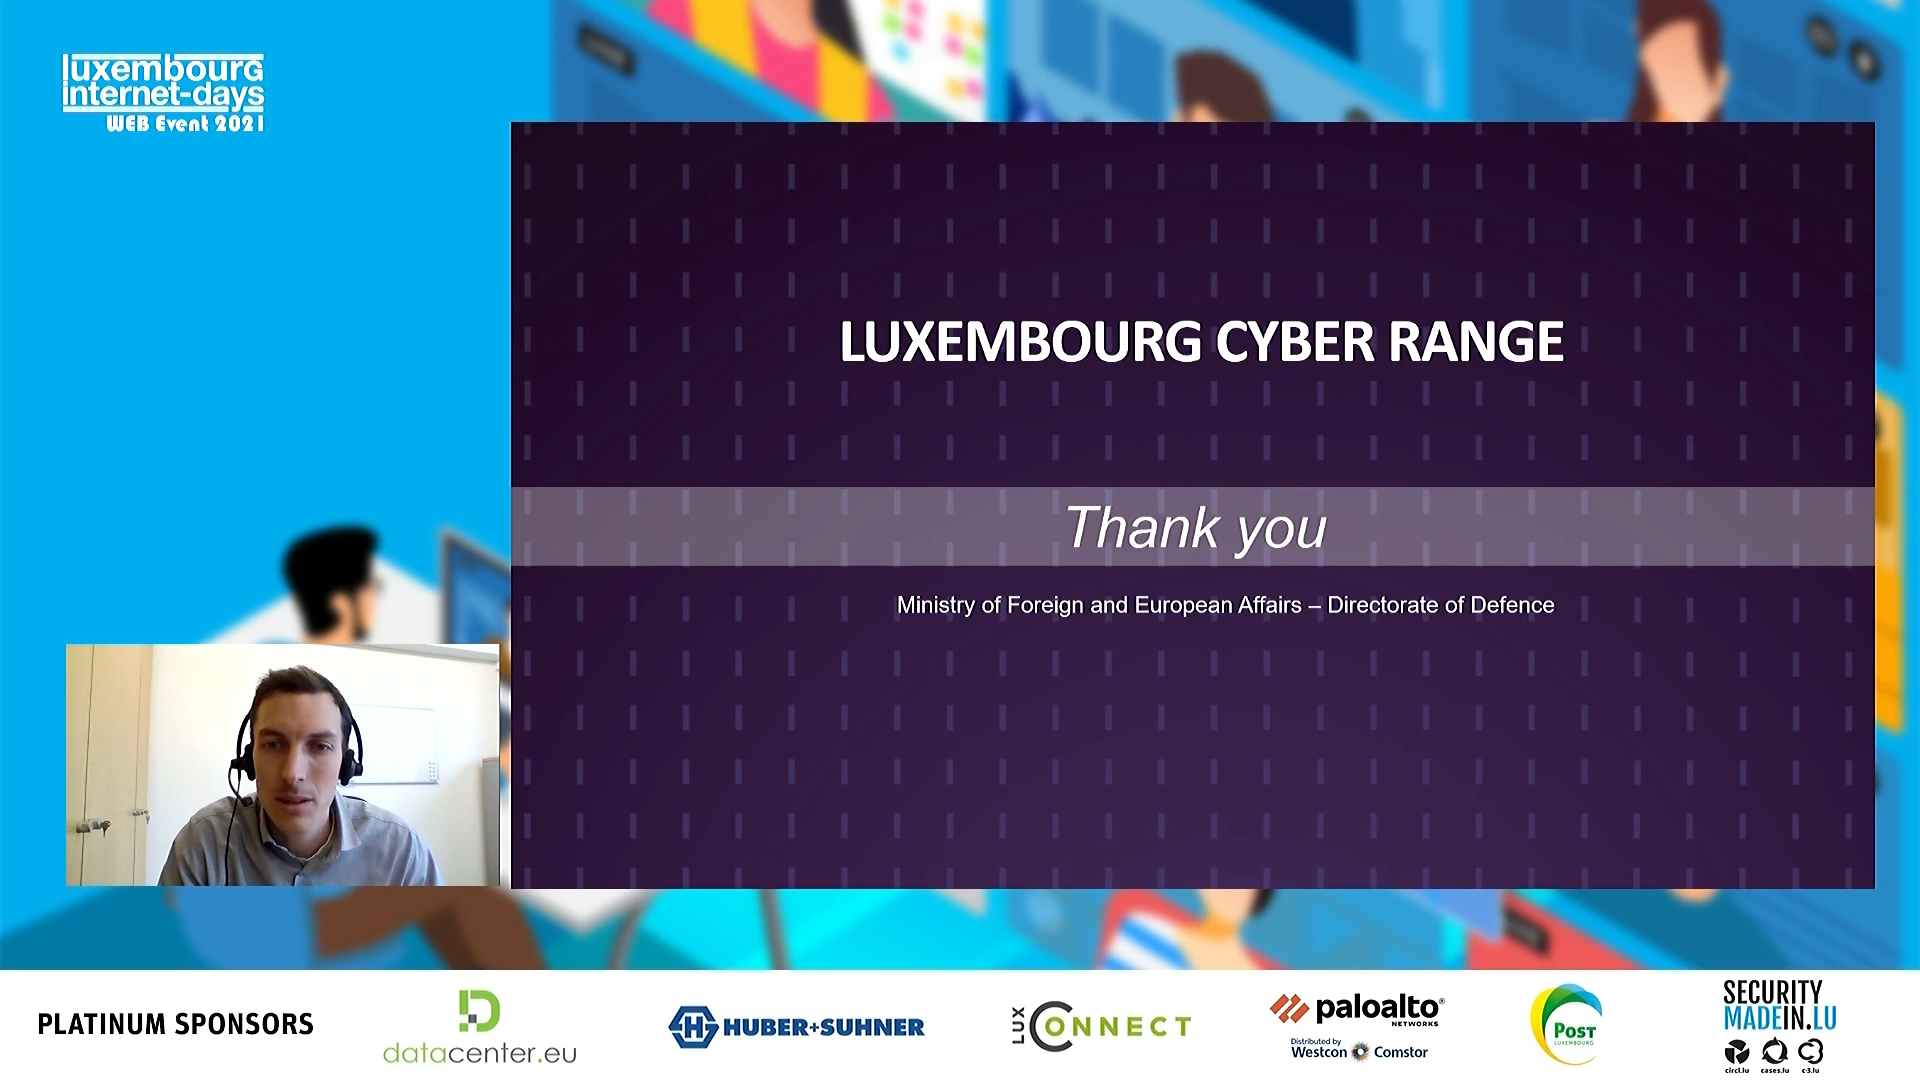 luxembourg
internet-days
WEB Event 2021
LUXEMBOURG CYBER RANGE
Thank you
Ministry of Foreign and European Affairs – Directorate of Defence
PLATINUM SPONSORS
datacenter.eu
H HUBER+SUHNER
LUX CONNECT
paloalto®
NETWORKS
Distributed by
Westcon Comstor
POST
LUXEMBOURG
SECURITY
MADEIN.LU
circl.lu cases.lu c-3.lu